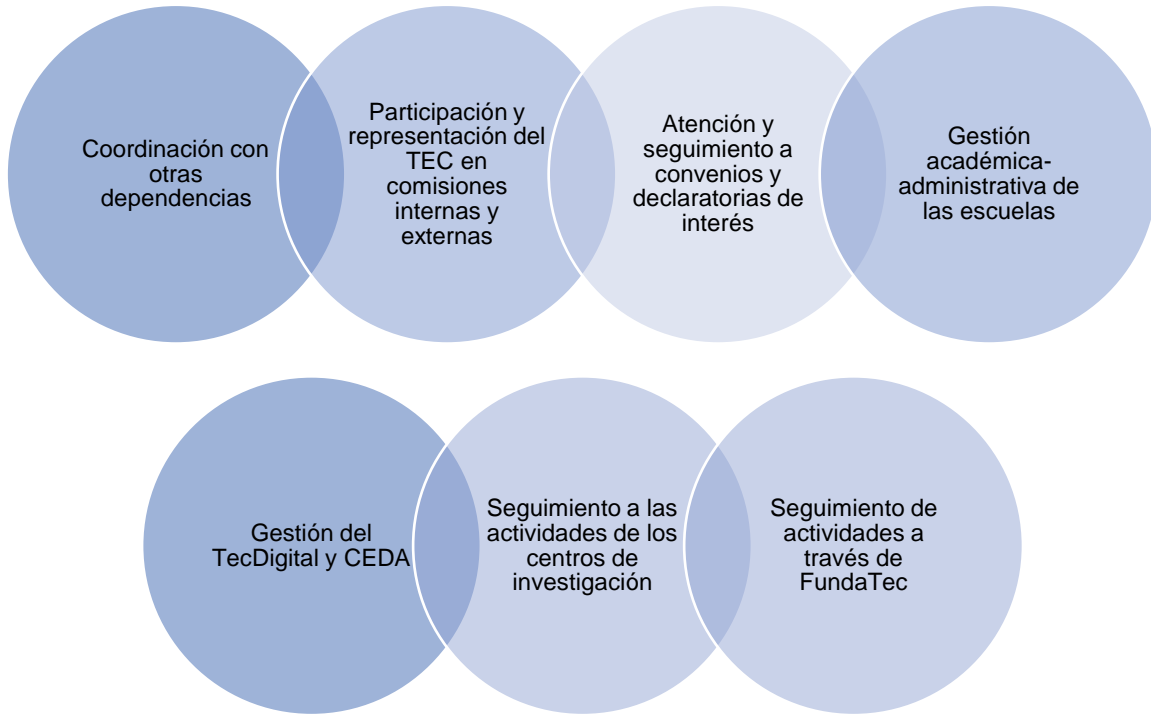 Coordinación con
otras
dependencias
Participación y
representación del
TEC en
comisiones
internas y
externas
Atención y
seguimiento a
convenios y
declaratorias de
interés
Gestión
académica-
administrativa de
las escuelas
Gestión del
TecDigital y CEDA
Seguimiento a las
actividades de los
centros de
investigación
Seguimiento de
actividades a
través de
FundaTec